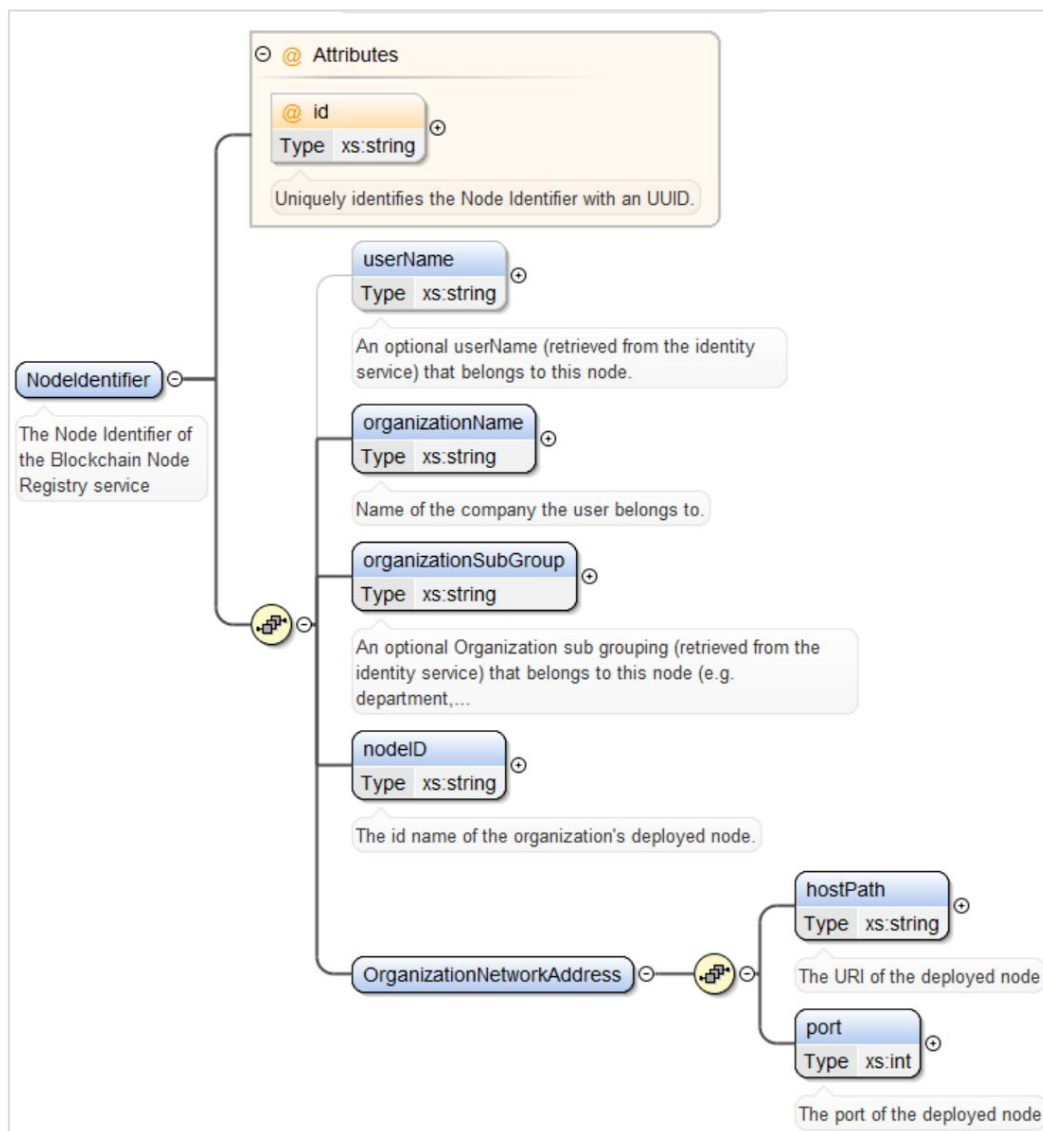 @ Attributes
@ id
Type xs:string
Uniquely identifies the Node Identifier with an UUID.
userName
Type xs:string
An optional userName (retrieved from the identity
service) that belongs to this node.
NodeIdentifier
The Node Identifier of
the Blockchain Node
Registry service
organizationName
Type xs:string
Name of the company the user belongs to.
organizationSubGroup
Type xs:string
An optional Organization sub grouping (retrieved from the
identity service) that belongs to this node (e.g.
department,...
nodeID
Type xs:string
The id name of the organization's deployed node.
OrganizationNetworkAddress
hostPath
Type xs:string
The URI of the deployed node
port
Type xs:int
The port of the deployed node